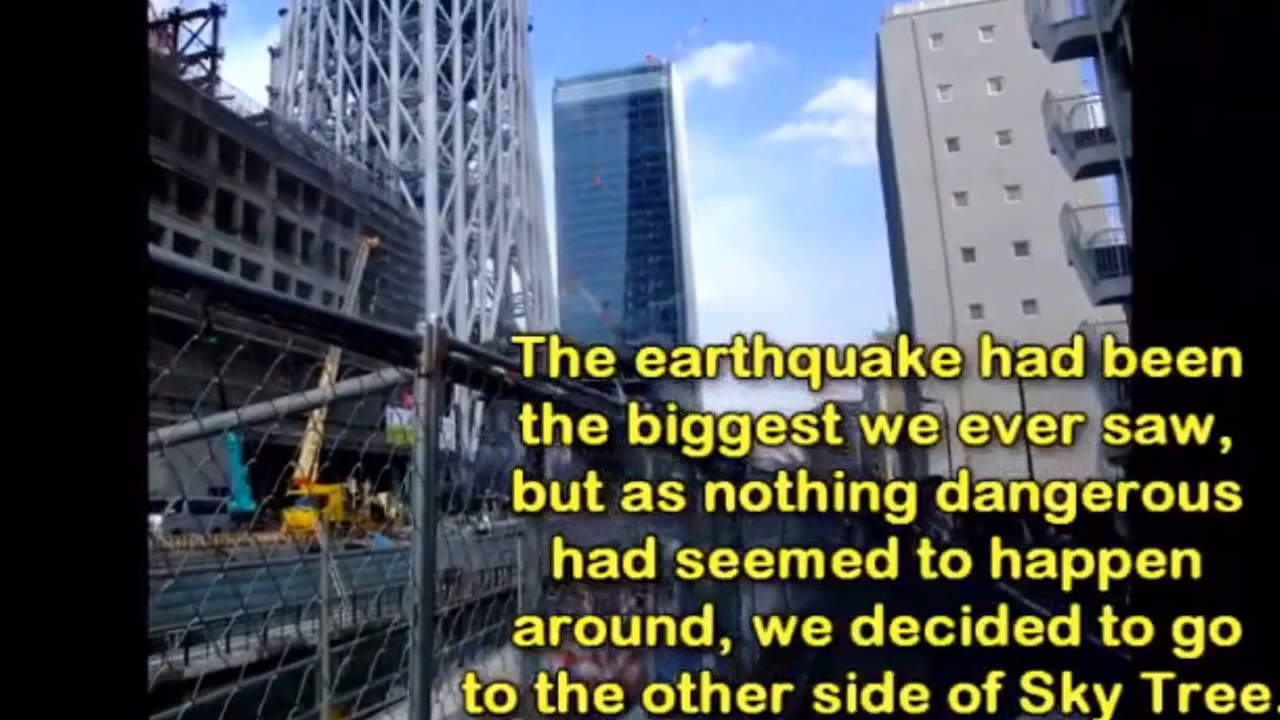 The earthquake had been
the biggest we ever saw,
but as nothing dangerous
had seemed to happen
around, we decided to go
to the other side of Sky Tree.